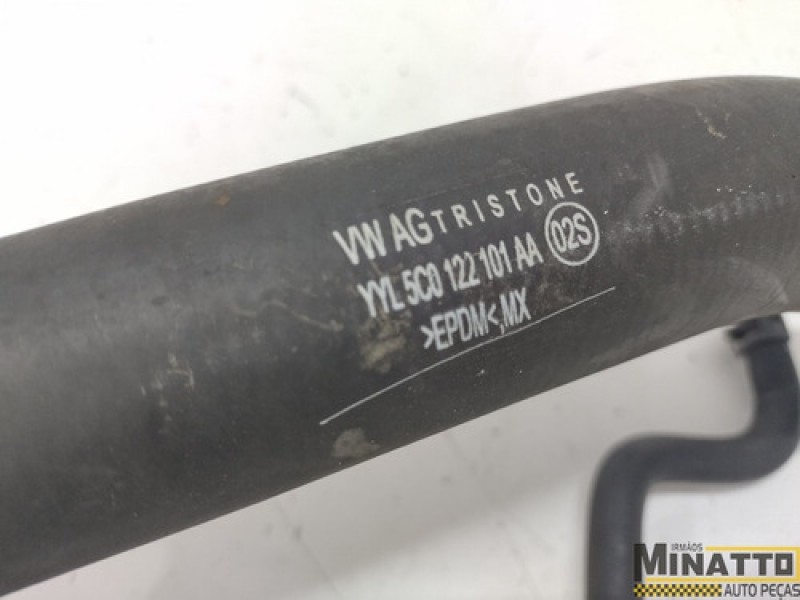 VW AG TRISTONE
YYL 5C0 122 101 AA 02S
>EPDM<,MX
IRMÃOS
MINATTO
AUTO PEÇAS